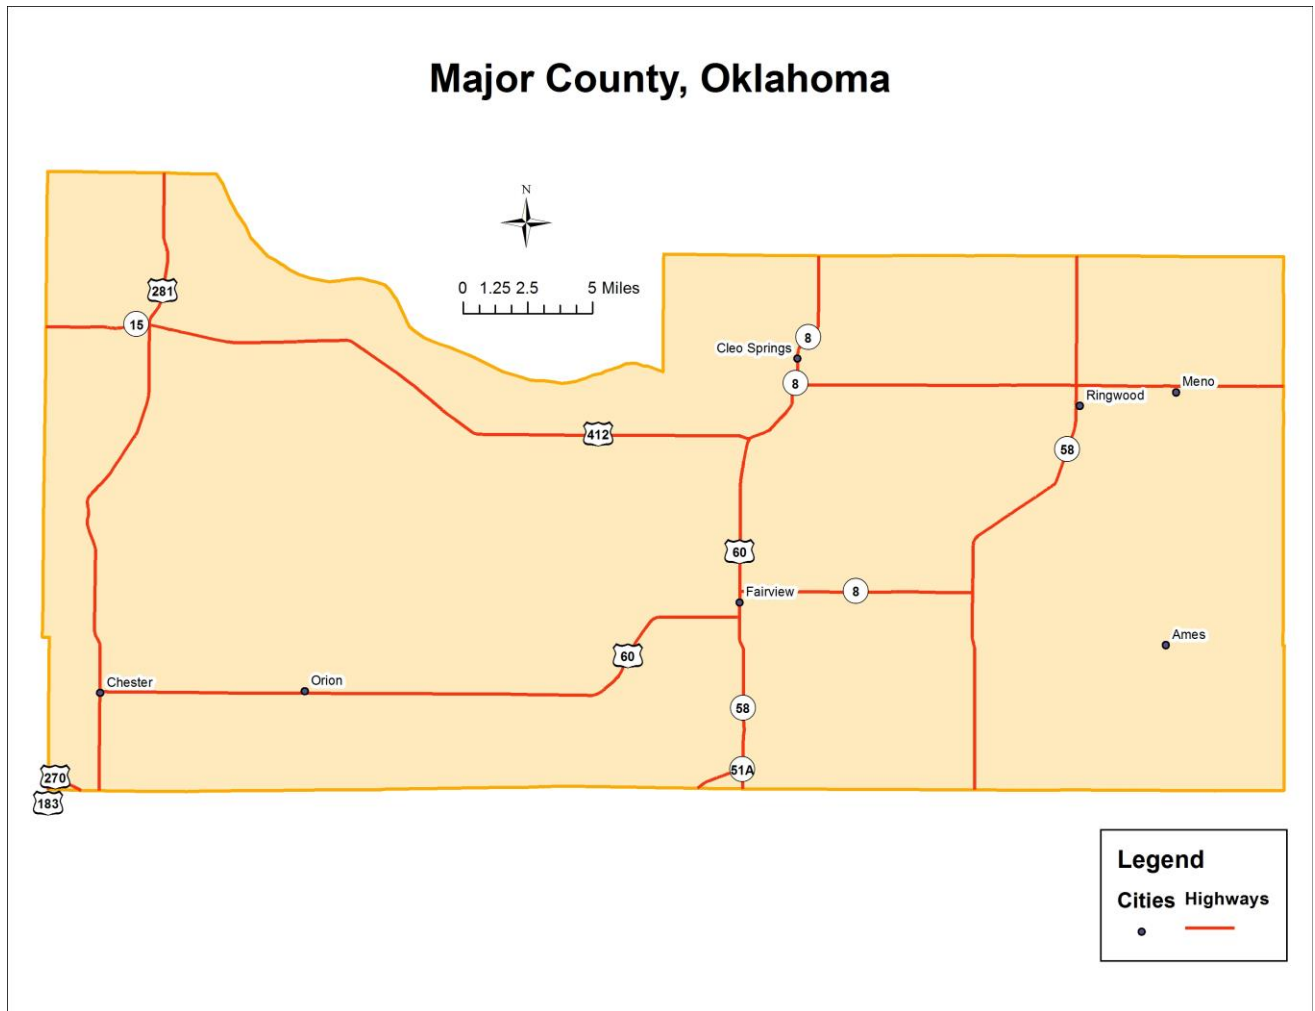 Major County, Oklahoma
N
0 1.25 2.5 5 Miles
281
15
8
Cleo Springs
8
Meno
Ringwood
412
58
60
Fairview
8
Ames
60
Chester
Orion
58
51A
270
183
Legend
Cities Highways